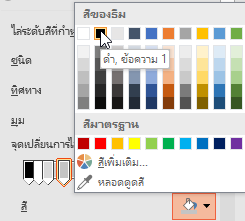 สีของธีม
ไล่ระดับสีที่กำห
ดำ, ข้อความ 1
ชนิด
ทิศทาง
มุม
สีมาตรฐาน
จุดเปลี่ยนการไ
สีเพิ่มเติม...
หลอดดูดสี
สี